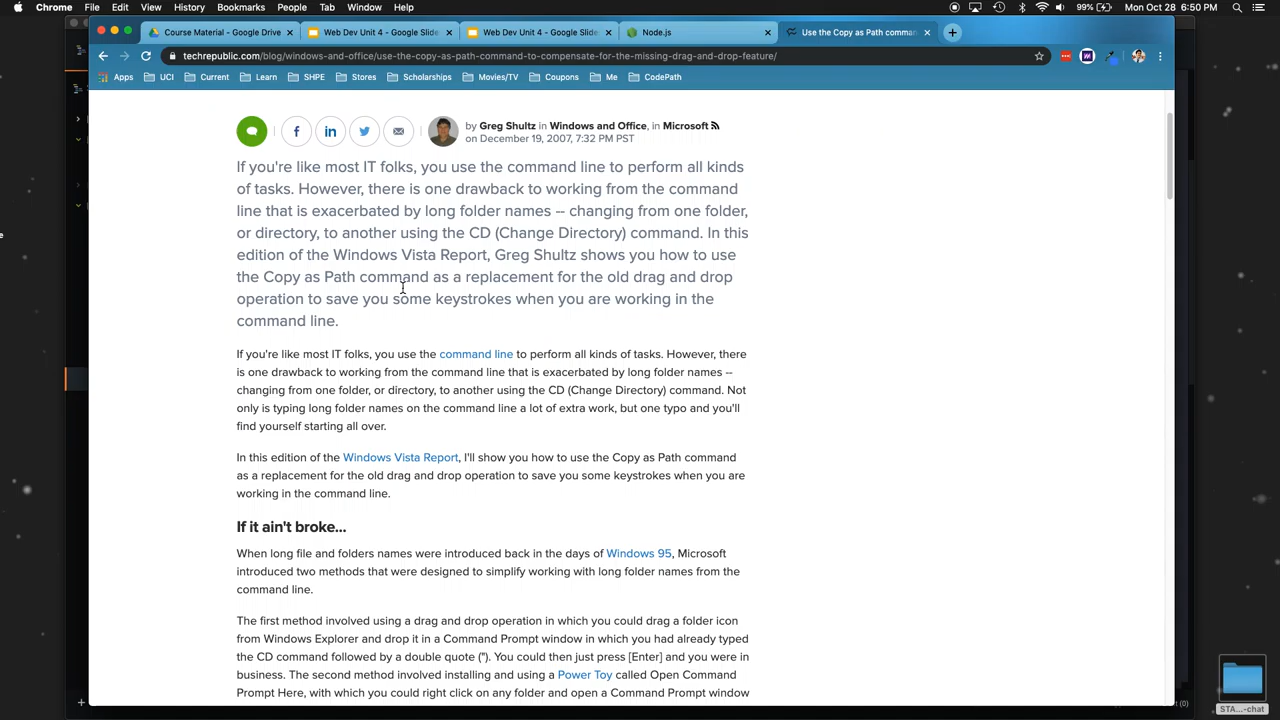 Chrome File Edit View History Bookmarks People Tab Window Help 99% Mon Oct 28 6:50 PM
Course Material - Google Drive Web Dev Unit 4 - Google Slide Web Dev Unit 4 - Google Slide Node.js Use the Copy as Path comman
techrepublic.com/blog/windows-and-office/use-the-copy-as-path-command-to-compensate-for-the-missing-drag-and-drop-feature/
Apps UCI Current Learn SHPE Stores Scholarships Movies/TV Coupons Me CodePath
by Greg Shultz in Windows and Office, in Microsoft
on December 19, 2007, 7:32 PM PST
If you're like most IT folks, you use the command line to perform all kinds
of tasks. However, there is one drawback to working from the command
line that is exacerbated by long folder names -- changing from one folder,
or directory, to another using the CD (Change Directory) command. In this
edition of the Windows Vista Report, Greg Shultz shows you how to use
the Copy as Path command as a replacement for the old drag and drop
operation to save you some keystrokes when you are working in the
command line.
If you're like most IT folks, you use the command line to perform all kinds of tasks. However, there
is one drawback to working from the command line that is exacerbated by long folder names --
changing from one folder, or directory, to another using the CD (Change Directory) command. Not
only is typing long folder names on the command line a lot of extra work, but one typo and you'll
find yourself starting all over.
In this edition of the Windows Vista Report, I'll show you how to use the Copy as Path command
as a replacement for the old drag and drop operation to save you some keystrokes when you are
working in the command line.
If it ain't broke...
When long file and folders names were introduced back in the days of Windows 95, Microsoft
introduced two methods that were designed to simplify working with long folder names from the
command line.
The first method involved using a drag and drop operation in which you could drag a folder icon
from Windows Explorer and drop it in a Command Prompt window in which you had already typed
the CD command followed by a double quote ("). You could then just press [Enter] and you were in
business. The second method involved installing and using a Power Toy called Open Command
Prompt Here, with which you could right click on any folder and open a Command Prompt window
STA...-chat